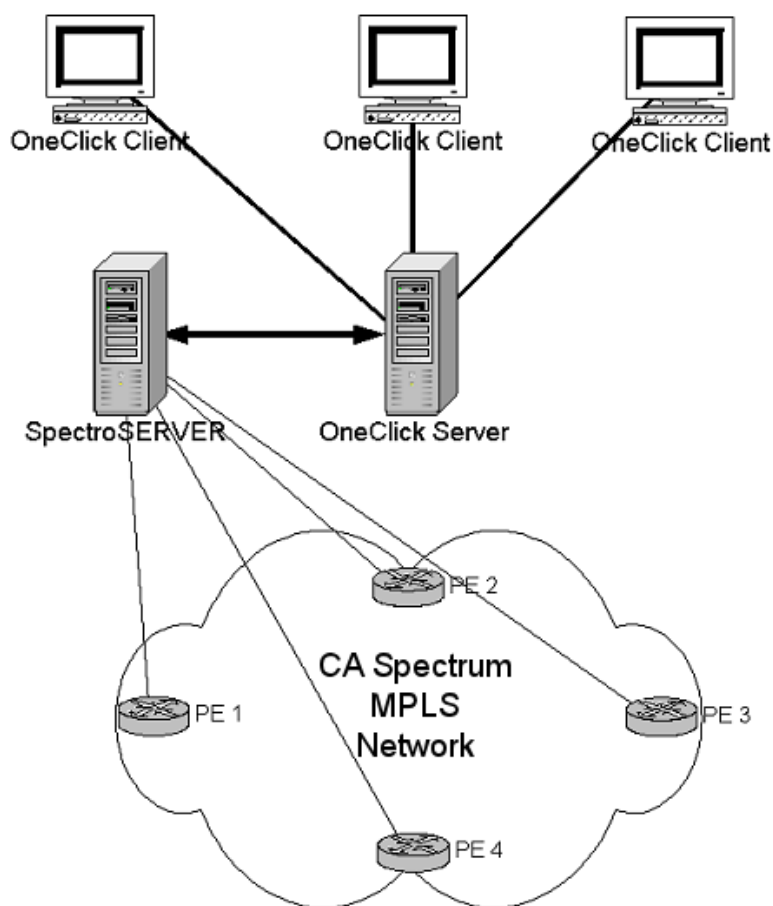 OneClick Client
OneClick Client
OneClick Client
SpectroSERVER
OneClick Server
PE 2
CA Spectrum
MPLS
Network
PE 1
PE 3
PE 4